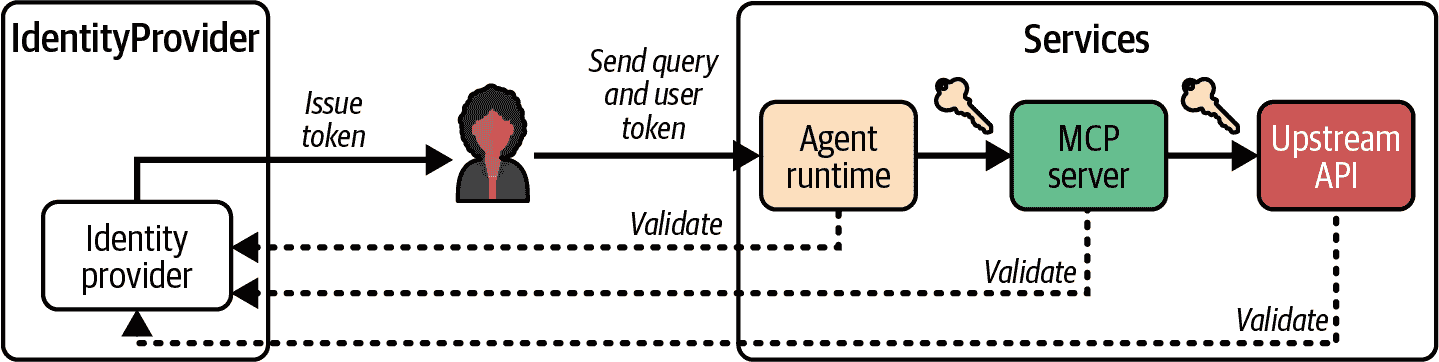 IdentityProvider
Services
Issue
token
Send query
and user
token
Agent
runtime
MCP
server
Upstream
API
Identity
provider
Validate
Validate
Validate